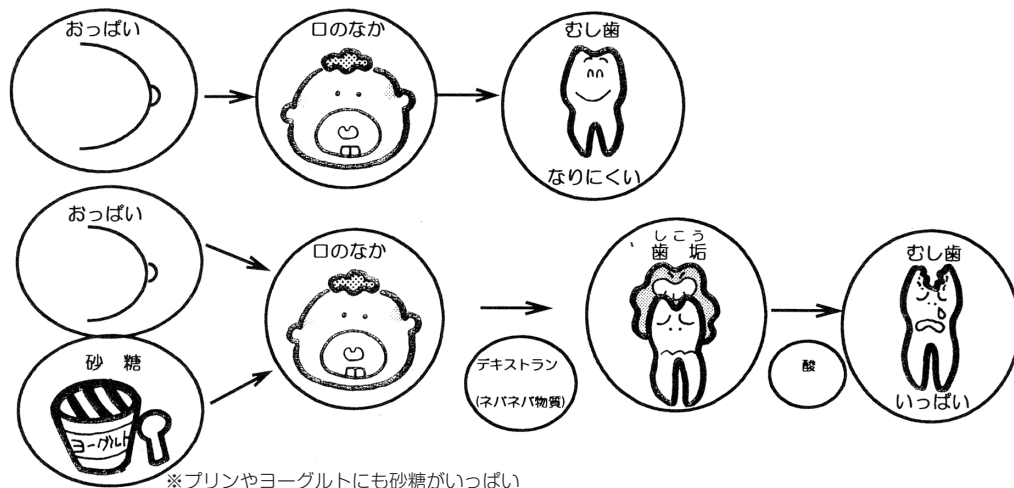 おっぱい
口のなか
むし歯
なりにくい
おっぱい
口のなか
しこう
歯垢
むし歯
砂糖
デキストラン
(ネバネバ物質)
酸
いっぱい
ヨーグルト
※プリンやヨーグルトにも砂糖がいっぱい